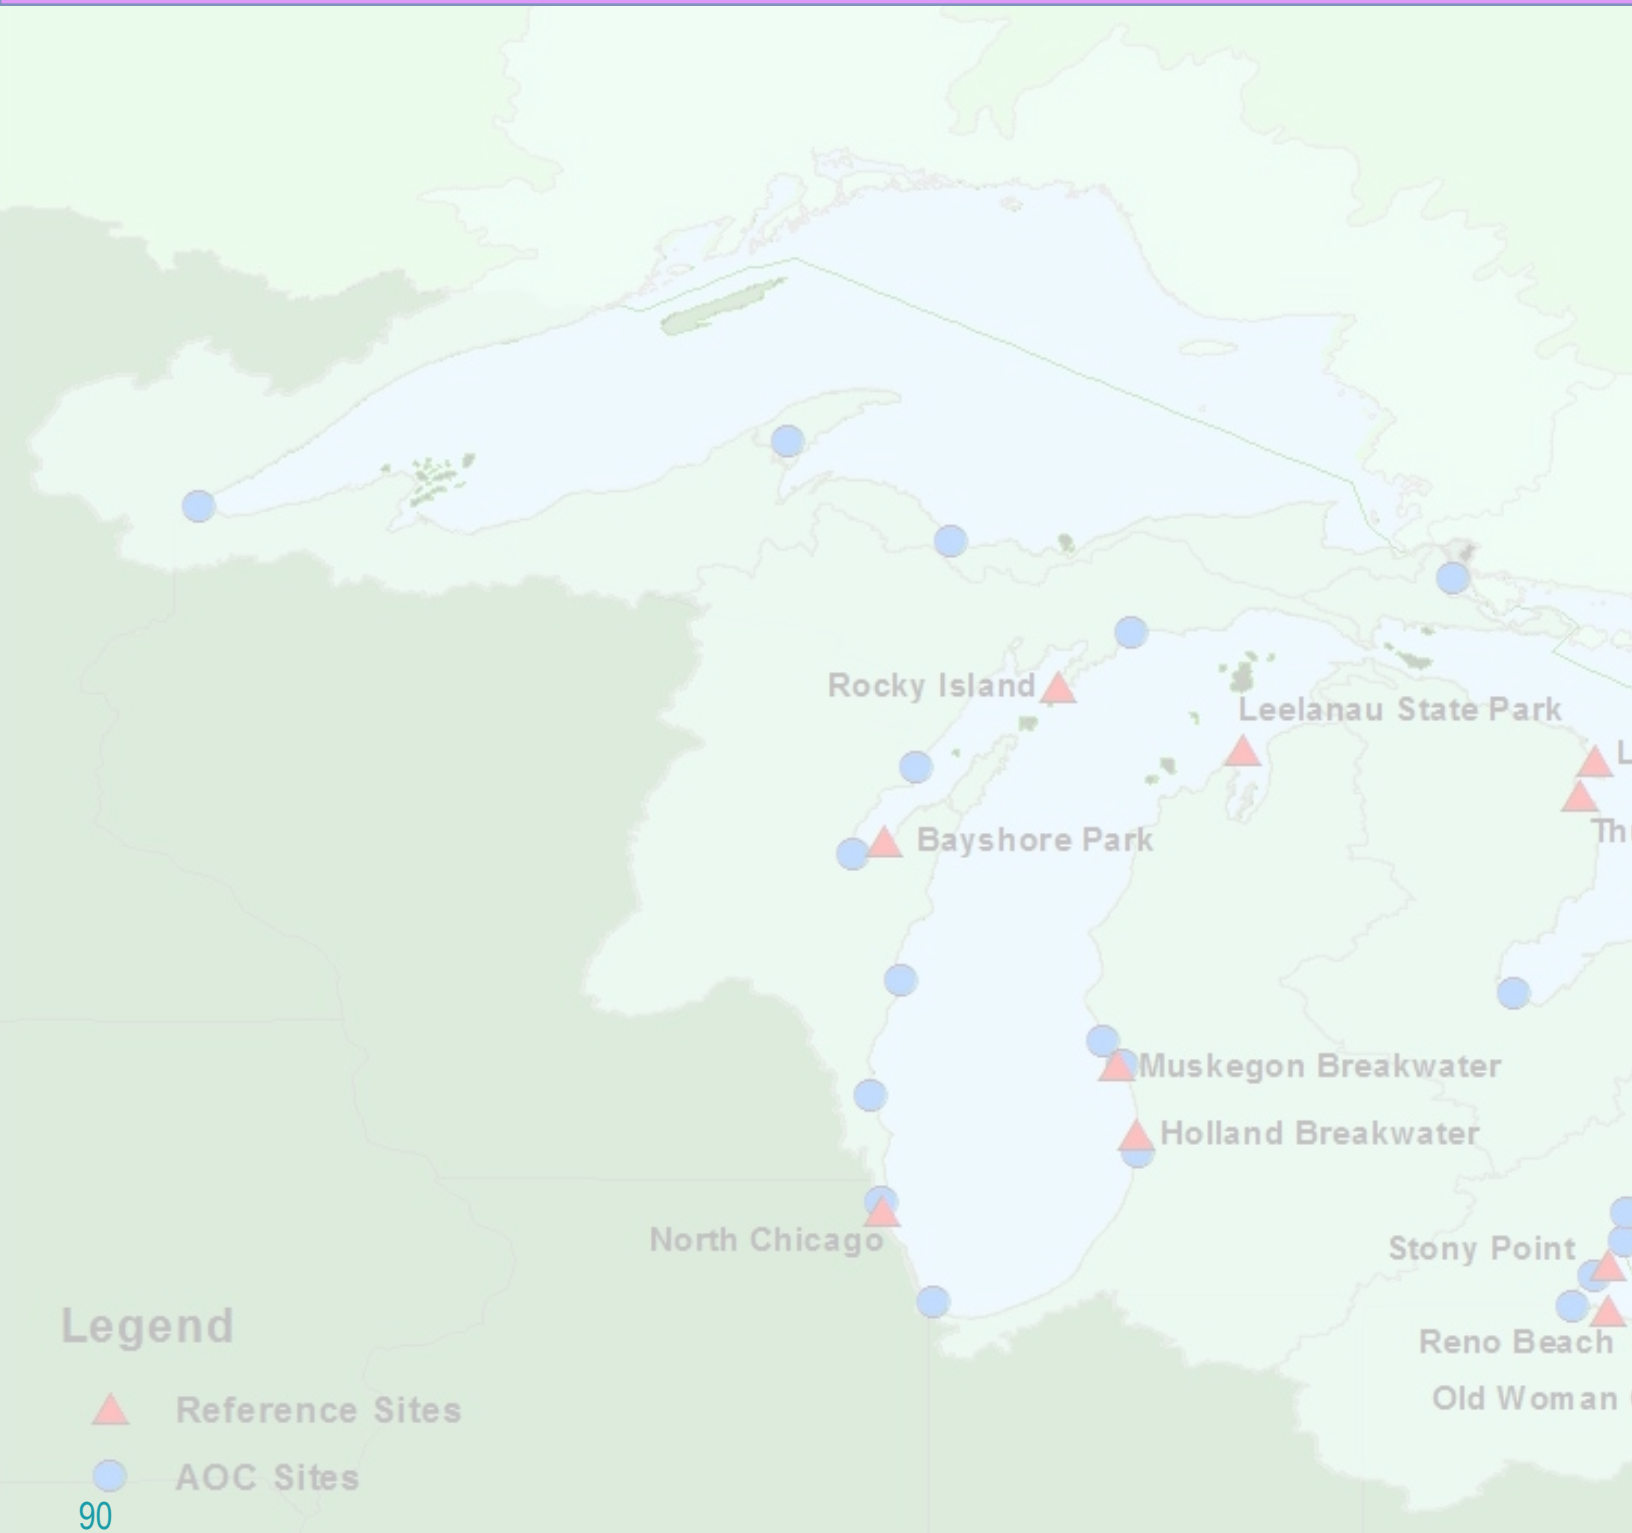 Rocky Island
Leelanau State Park
L
Th
Bayshore Park
Muskegon Breakwater
Holland Breakwater
North Chicago
Stony Point
Reno Beach
Old Woman
Legend
Reference Sites
AOC Sites
90